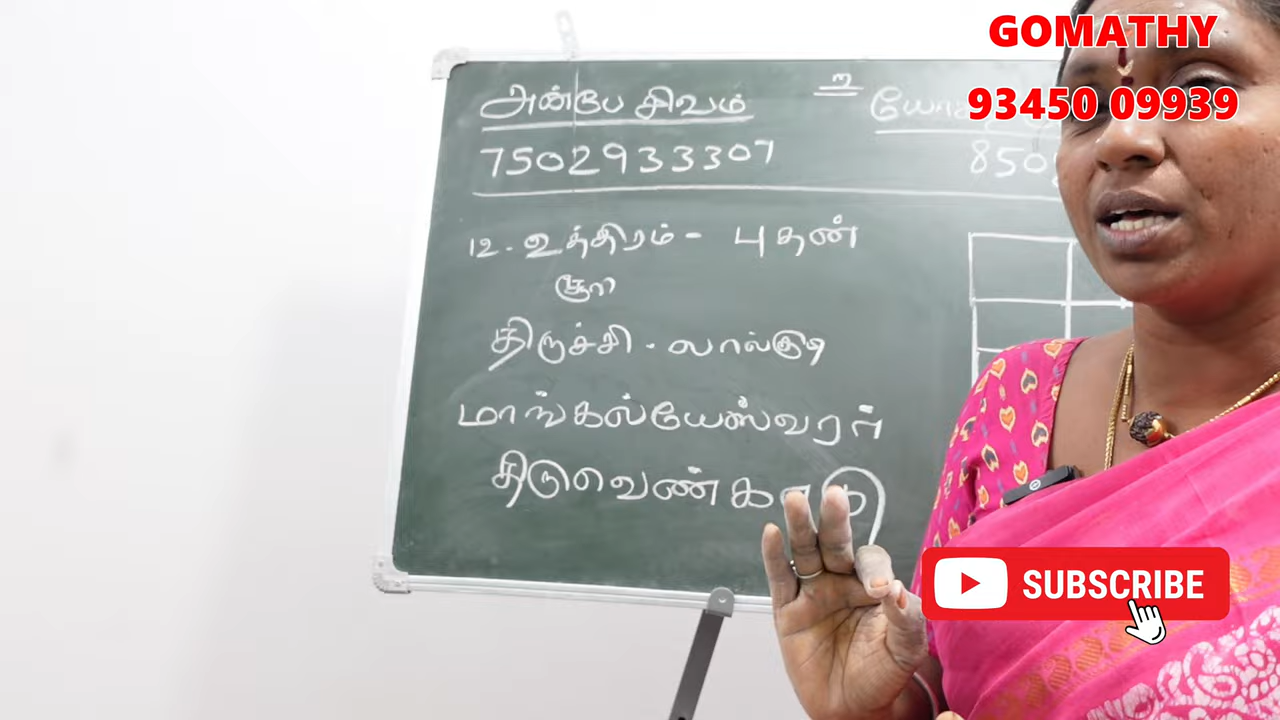 GOMATHY
93450 09939
அன்பே சிவம்
7502933307
850
12. உத்திரம் - புதன்
சூரி
திருச்சி - லால்குடி
மாங்கல்யேஸ்வரர்
திருவெண்காடு
SUBSCRIBE